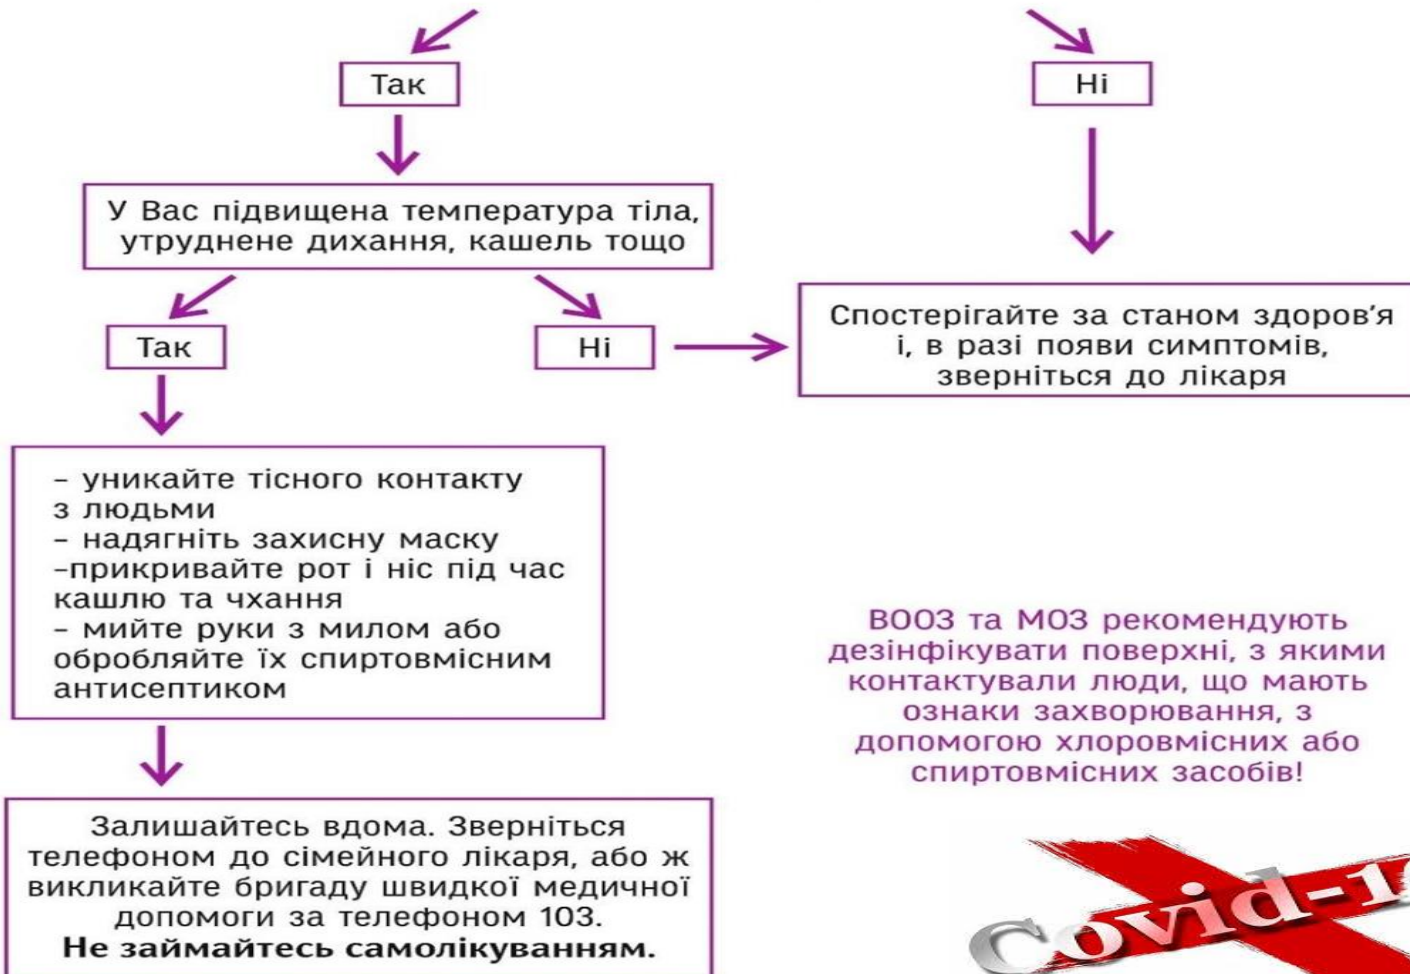 Так
Ні
У Вас підвищена температура тіла,
утруднене дихання, кашель тощо
Так
Ні
Спостерігайте за станом здоров'я
і, в разі появи симптомів,
зверніться до лікаря
– уникайте тісного контакту
з людьми
– надягніть захисну маску
–прикривайте рот і ніс під час
кашлю та чхання
– мийте руки з милом або
обробляйте їх спиртовмісним
антисептиком
ВООЗ та МОЗ рекомендують
дезінфікувати поверхні, з якими
контактували люди, що мають
ознаки захворювання, з
допомогою хлоровмісних або
спиртовмісних засобів!
Залишайтесь вдома. Зверніться
телефоном до сімейного лікаря, або ж
викликайте бригаду швидкої медичної
допомоги за телефоном 103.
Не займайтесь самолікуванням.
Covid-1